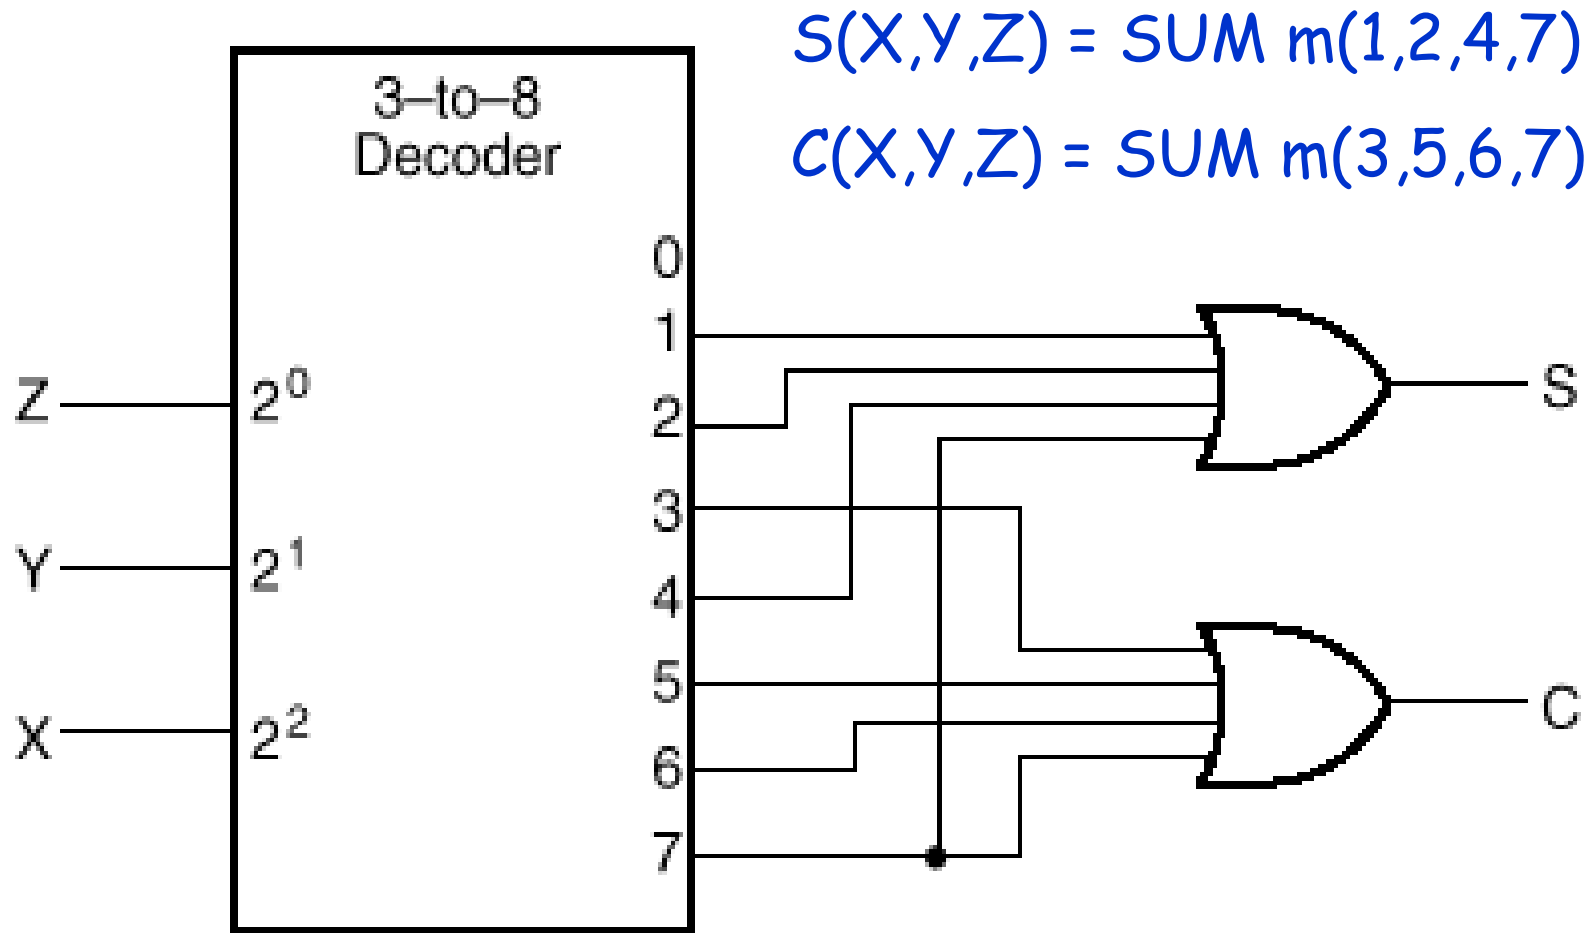 S(X,Y,Z) = SUM m(1,2,4,7)
C(X,Y,Z) = SUM m(3,5,6,7)
3–to–8
Decoder
0
1
2
3
4
5
6
7
Z
2⁰
Y
2¹
X
2²
S
C